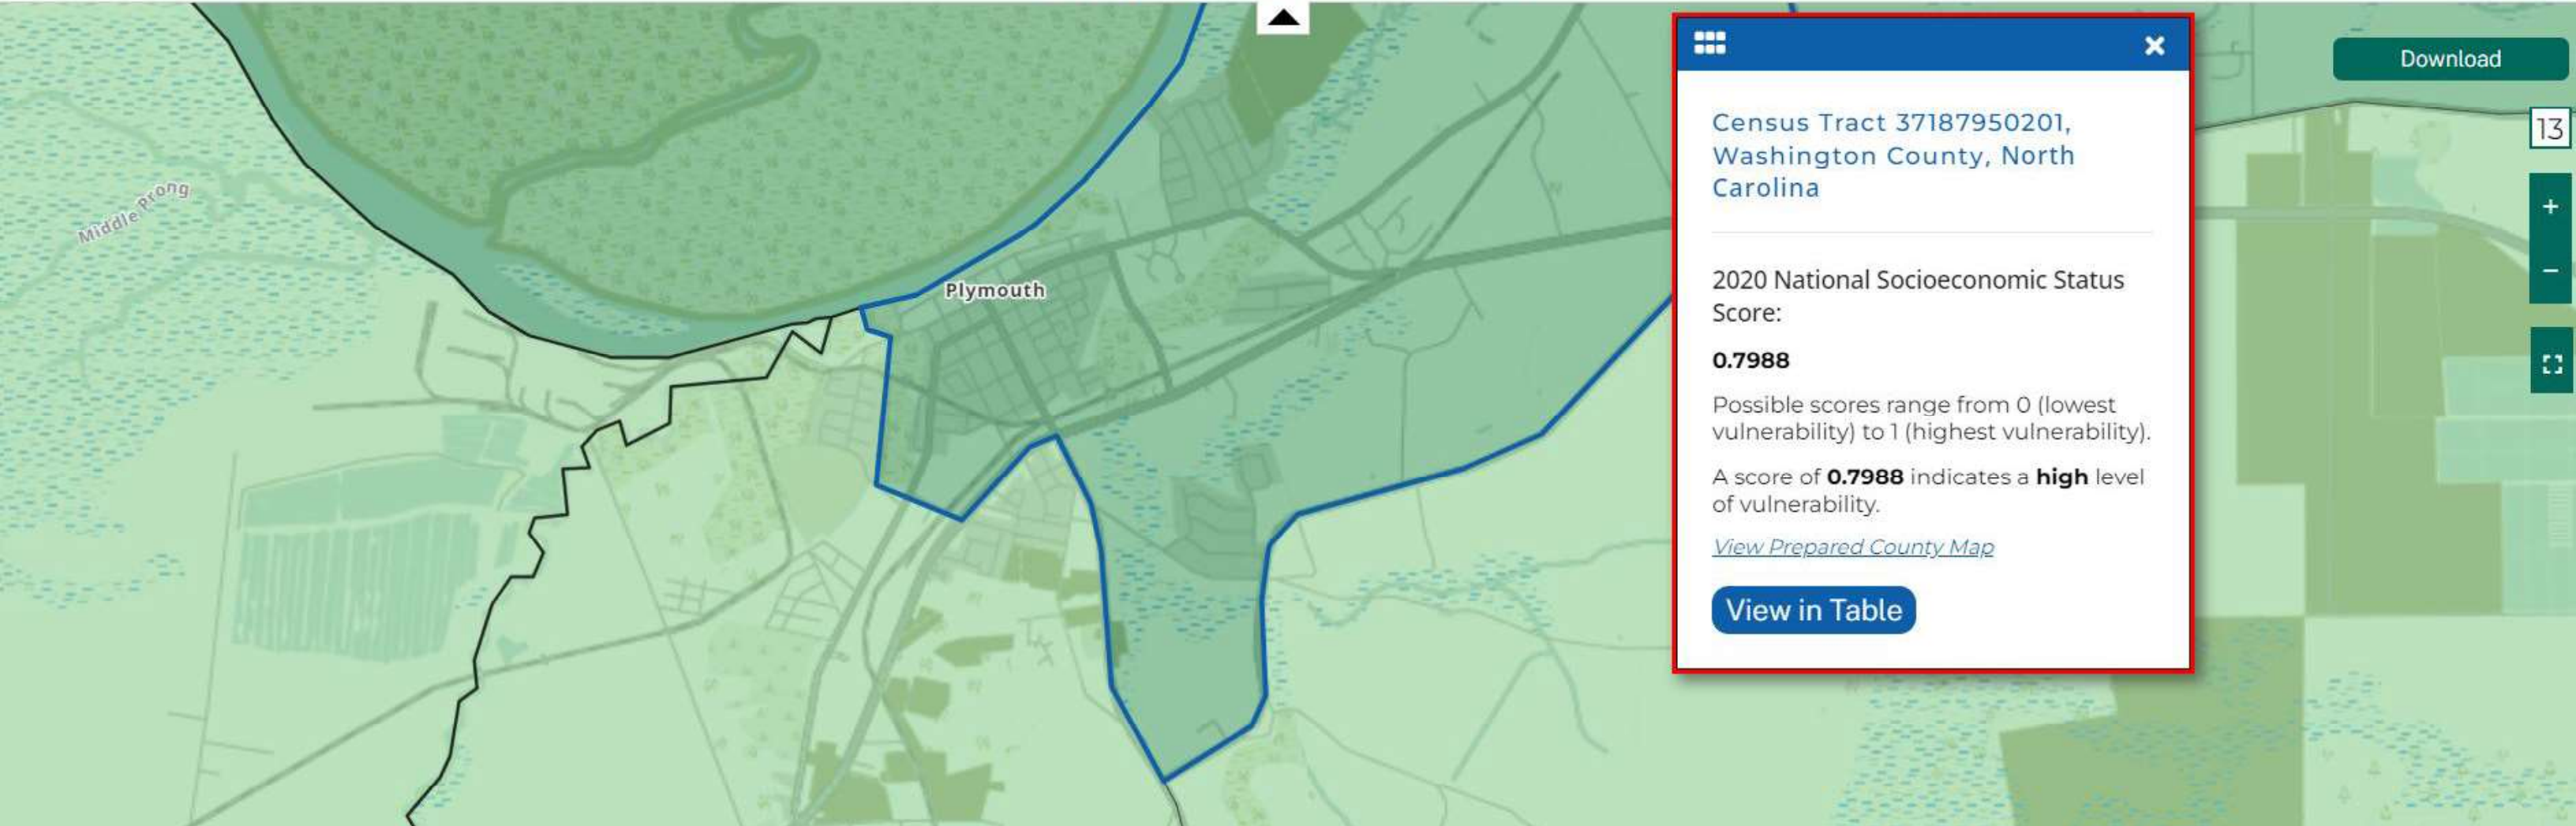 Middle Prong
Plymouth
Census Tract 37187950201,
Washington County, North
Carolina
2020 National Socioeconomic Status
Score:
0.7988
Possible scores range from 0 (lowest
vulnerability) to 1 (highest vulnerability).
A score of 0.7988 indicates a high level
of vulnerability.
View Prepared County Map
View in Table
Download
13
+
−